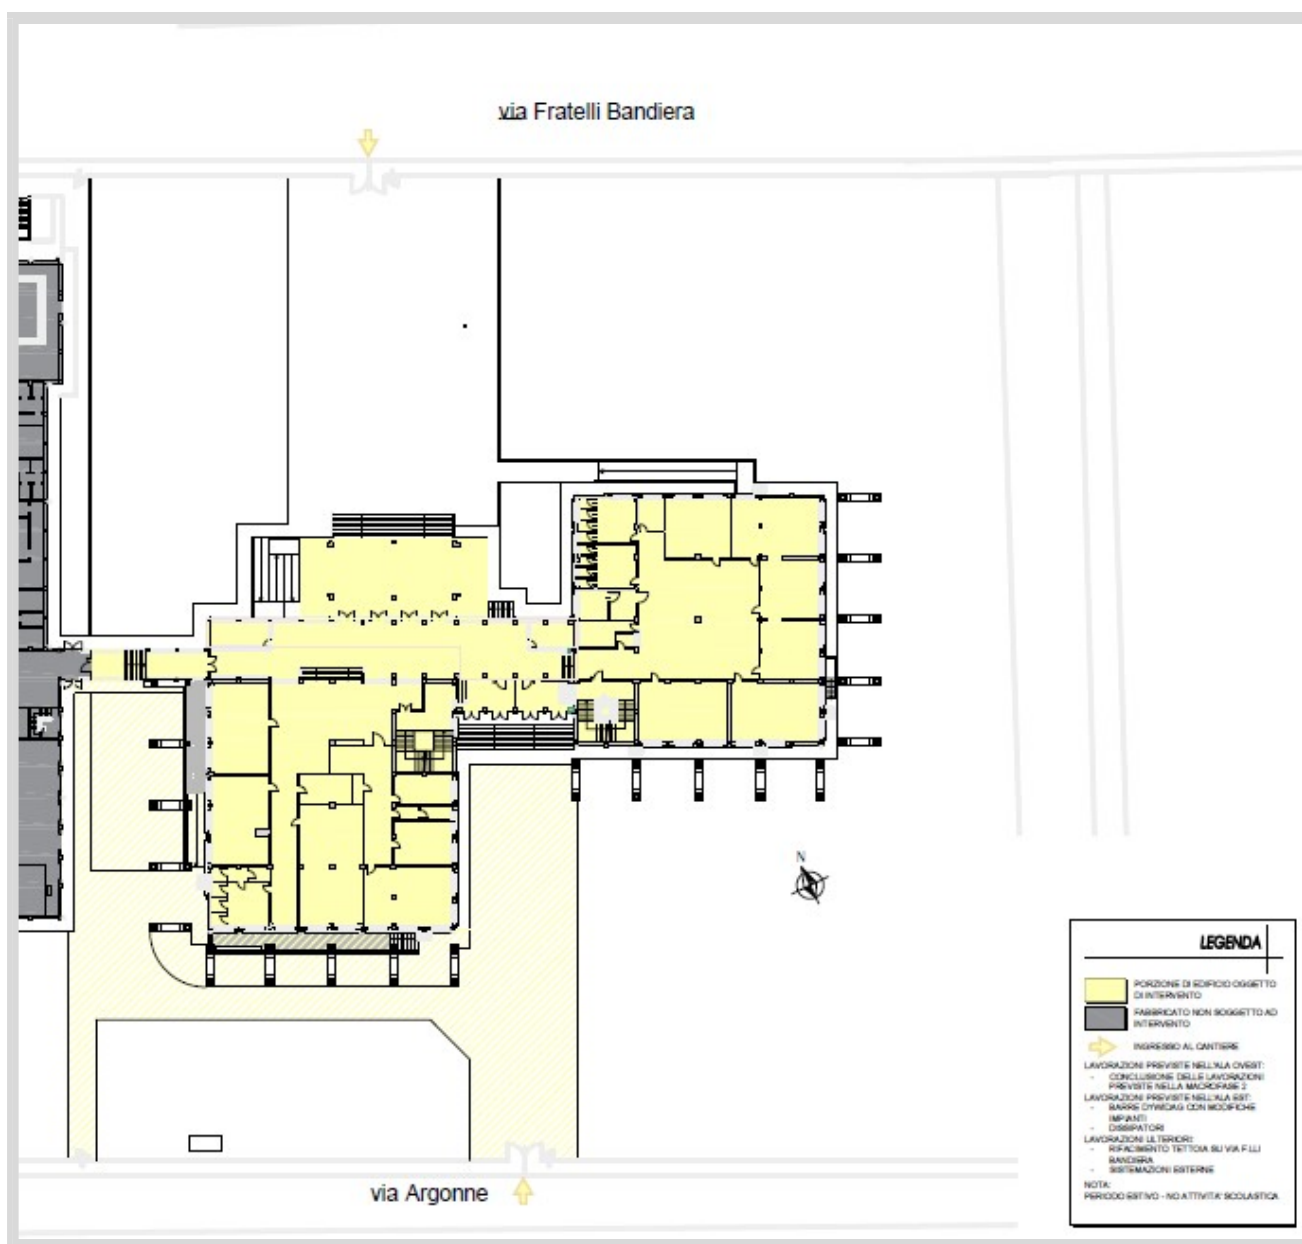 via Fratelli Bandiera
N
LEGENDA
PORZIONE DI EDIFICIO OGGETTO
DI INTERVENTO
FABBRICATO NON SOGGETTO AD
INTERVENTO
INGRESSO AL CANTIERE
LAVORAZIONI PREVISTE NELL'ALA OVEST:
- CONCLUSIONE DELLE LAVORAZIONI
PREVISTE NELLA MACROFASE 2
LAVORAZIONI PREVISTE NELL'ALA EST:
- BARRE DYWIDAG CON MODIFICHE
IMPIANTI
- DISSIPATORI
LAVORAZIONI ULTERIORI:
- RIFACIMENTO TETTOIA SU VIA F.LLI
BANDIERA
- SISTEMAZIONI ESTERNE
NOTA:
PERIODO ESTIVO - NO ATTIVITA' SCOLASTICA
via Argonne